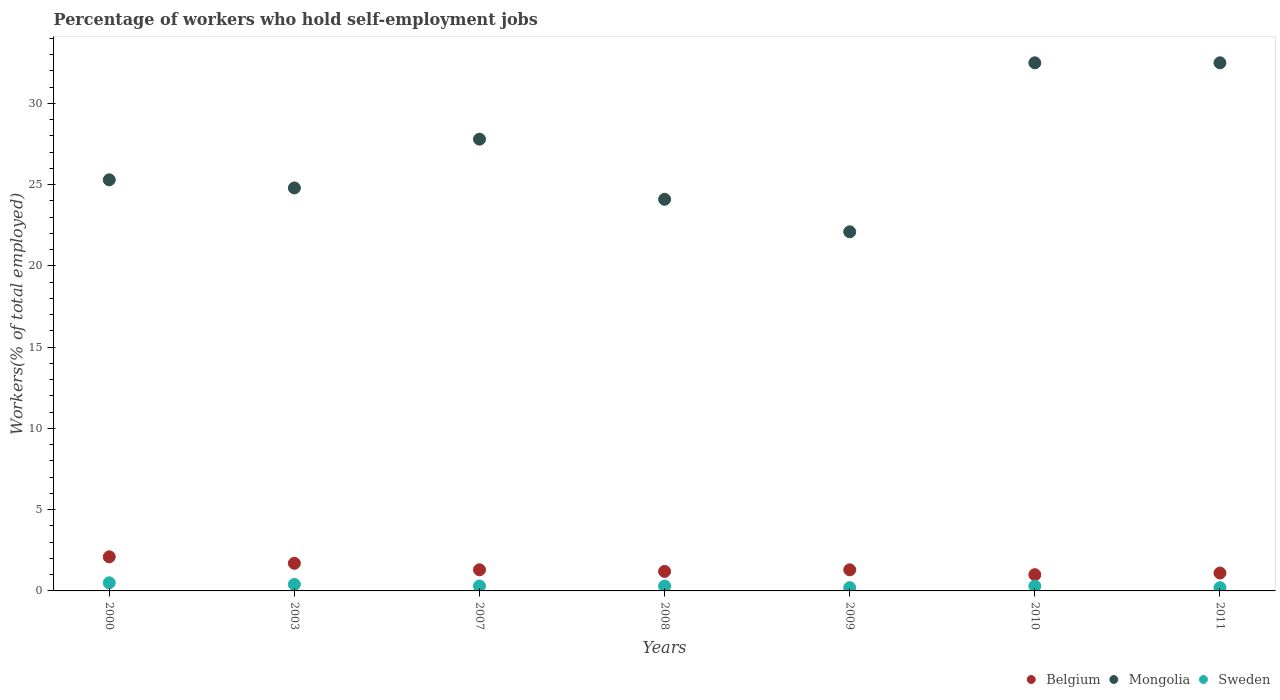 Percentage of workers who hold self-employment jobs
Workers(% of total employed)
30
25
20
15
10
5
0
2000
2003
2007
2008
2009
2010
2011
Years
Belgium
Mongolia
Sweden